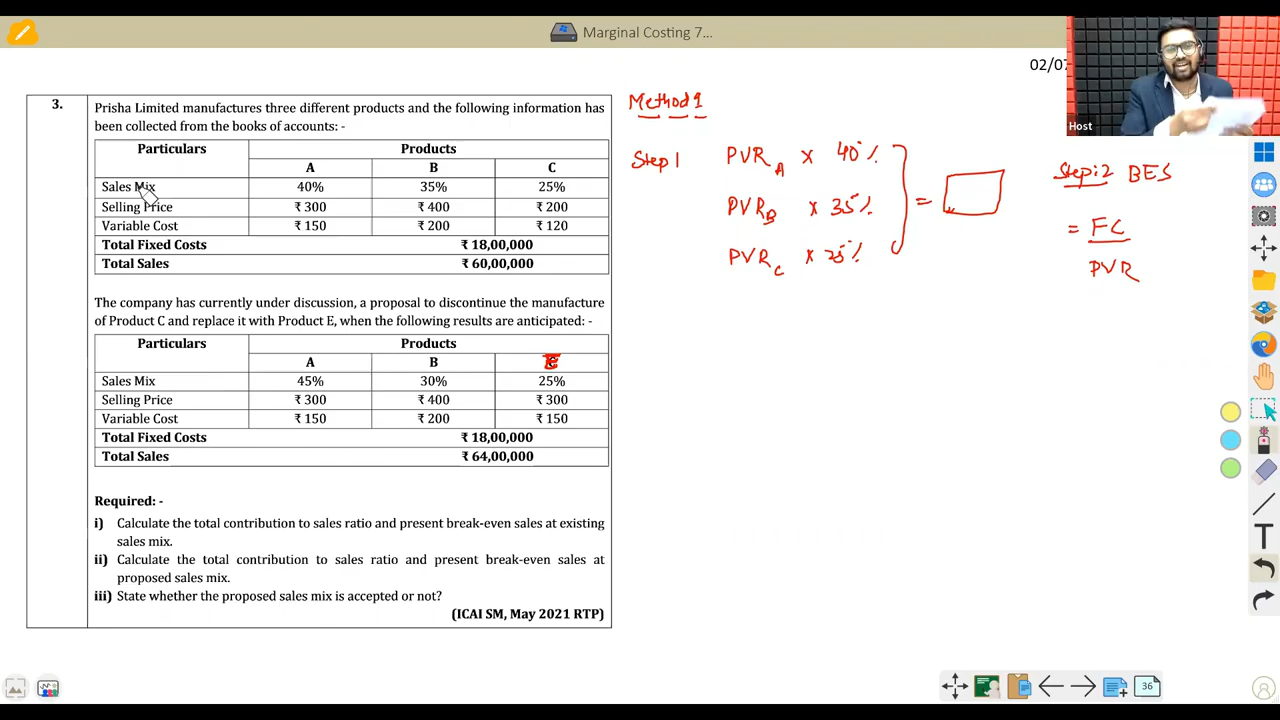 Marginal Costing 7...
02/07
Host
3.
Prisha Limited manufactures three different products and the following information has
been collected from the books of accounts: -
Particulars Products
A B C
Sales Mix 40% 35% 25%
Selling Price ₹ 300 ₹ 400 ₹ 200
Variable Cost ₹ 150 ₹ 200 ₹ 120
Total Fixed Costs ₹ 18,00,000
Total Sales ₹ 60,00,000
The company has currently under discussion, a proposal to discontinue the manufacture
of Product C and replace it with Product E, when the following results are anticipated: -
Particulars Products
A B E
Sales Mix 45% 30% 25%
Selling Price ₹ 300 ₹ 400 ₹ 300
Variable Cost ₹ 150 ₹ 200 ₹ 150
Total Fixed Costs ₹ 18,00,000
Total Sales ₹ 64,00,000
Required: -
i) Calculate the total contribution to sales ratio and present break-even sales at existing
sales mix.
ii) Calculate the total contribution to sales ratio and present break-even sales at
proposed sales mix.
iii) State whether the proposed sales mix is accepted or not?
(ICAI SM, May 2021 RTP)
Method 1
Step 1 PVR A × 40%
PVR B × 35%
PVR C × 25%
=
Step: 2 BES
= FC
PVR
T
36